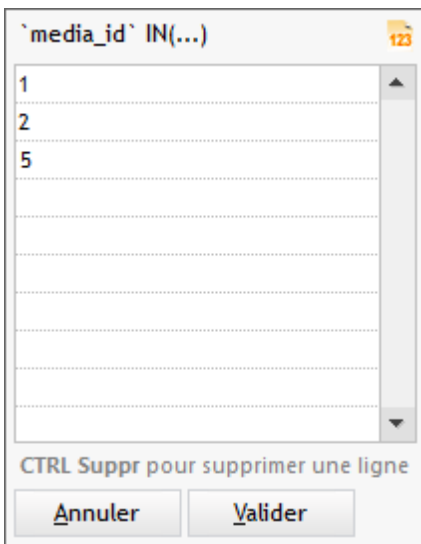 `media_id` IN(...)
123
1
2
5
CTRL Suppr pour supprimer une ligne
Annuler Valider